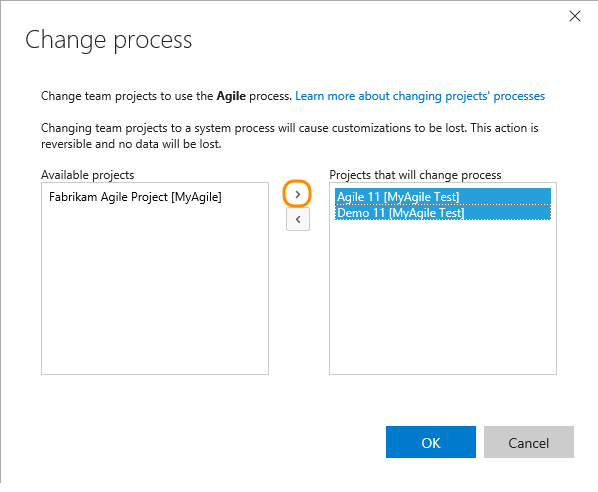 Change process
Change team projects to use the Agile process. Learn more about changing projects' processes
Changing team projects to a system process will cause customizations to be lost. This action is
reversible and no data will be lost.
Available projects
Projects that will change process
Fabrikam Agile Project [MyAgile]
Agile 11 [MyAgile Test]
Demo 11 [MyAgile Test]
OK
Cancel